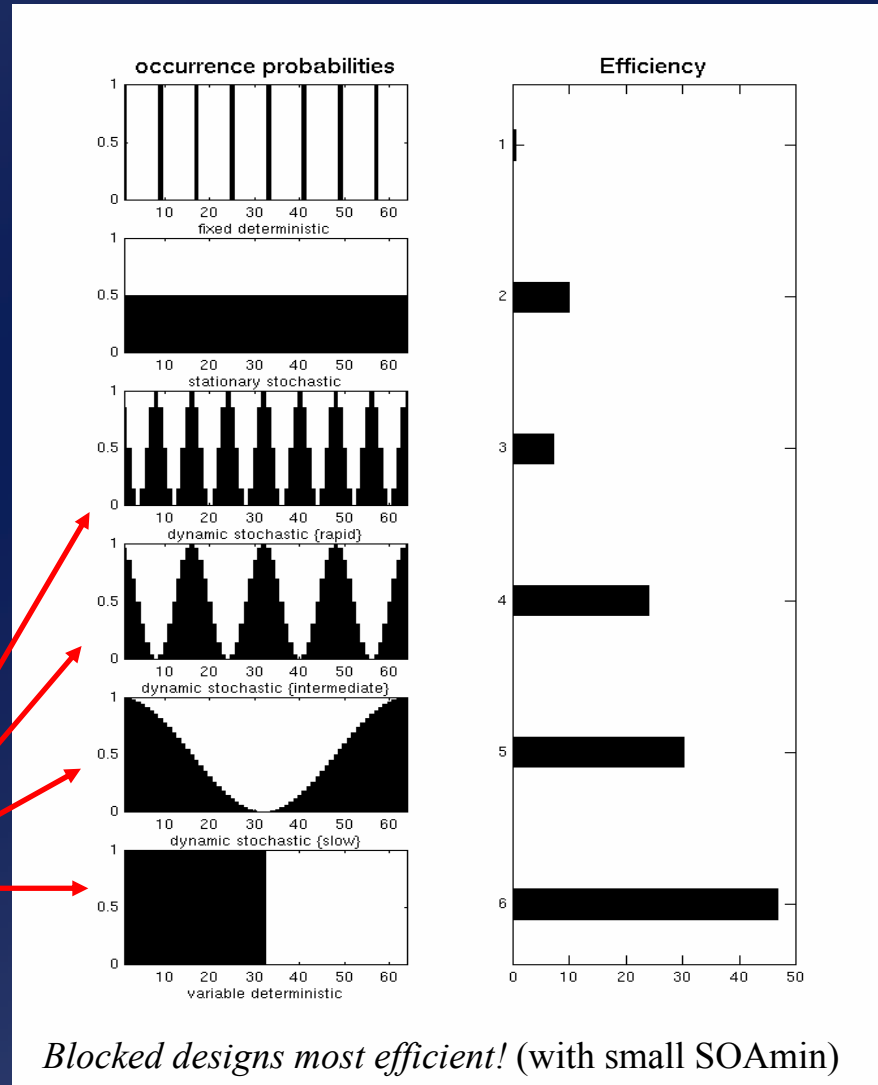 occurrence probabilities
1
0.5
0
10 20 30 40 50 60
fixed deterministic
1
0.5
0
10 20 30 40 50 60
stationary stochastic
1
0.5
0
10 20 30 40 50 60
dynamic stochastic {rapid}
1
0.5
0
10 20 30 40 50 60
dynamic stochastic {intermediate}
1
0.5
0
10 20 30 40 50 60
dynamic stochastic {slow}
1
0.5
0
10 20 30 40 50 60
variable deterministic
Efficiency
1
2
3
4
5
6
0 10 20 30 40 50
Blocked designs most efficient! (with small SOAmin)